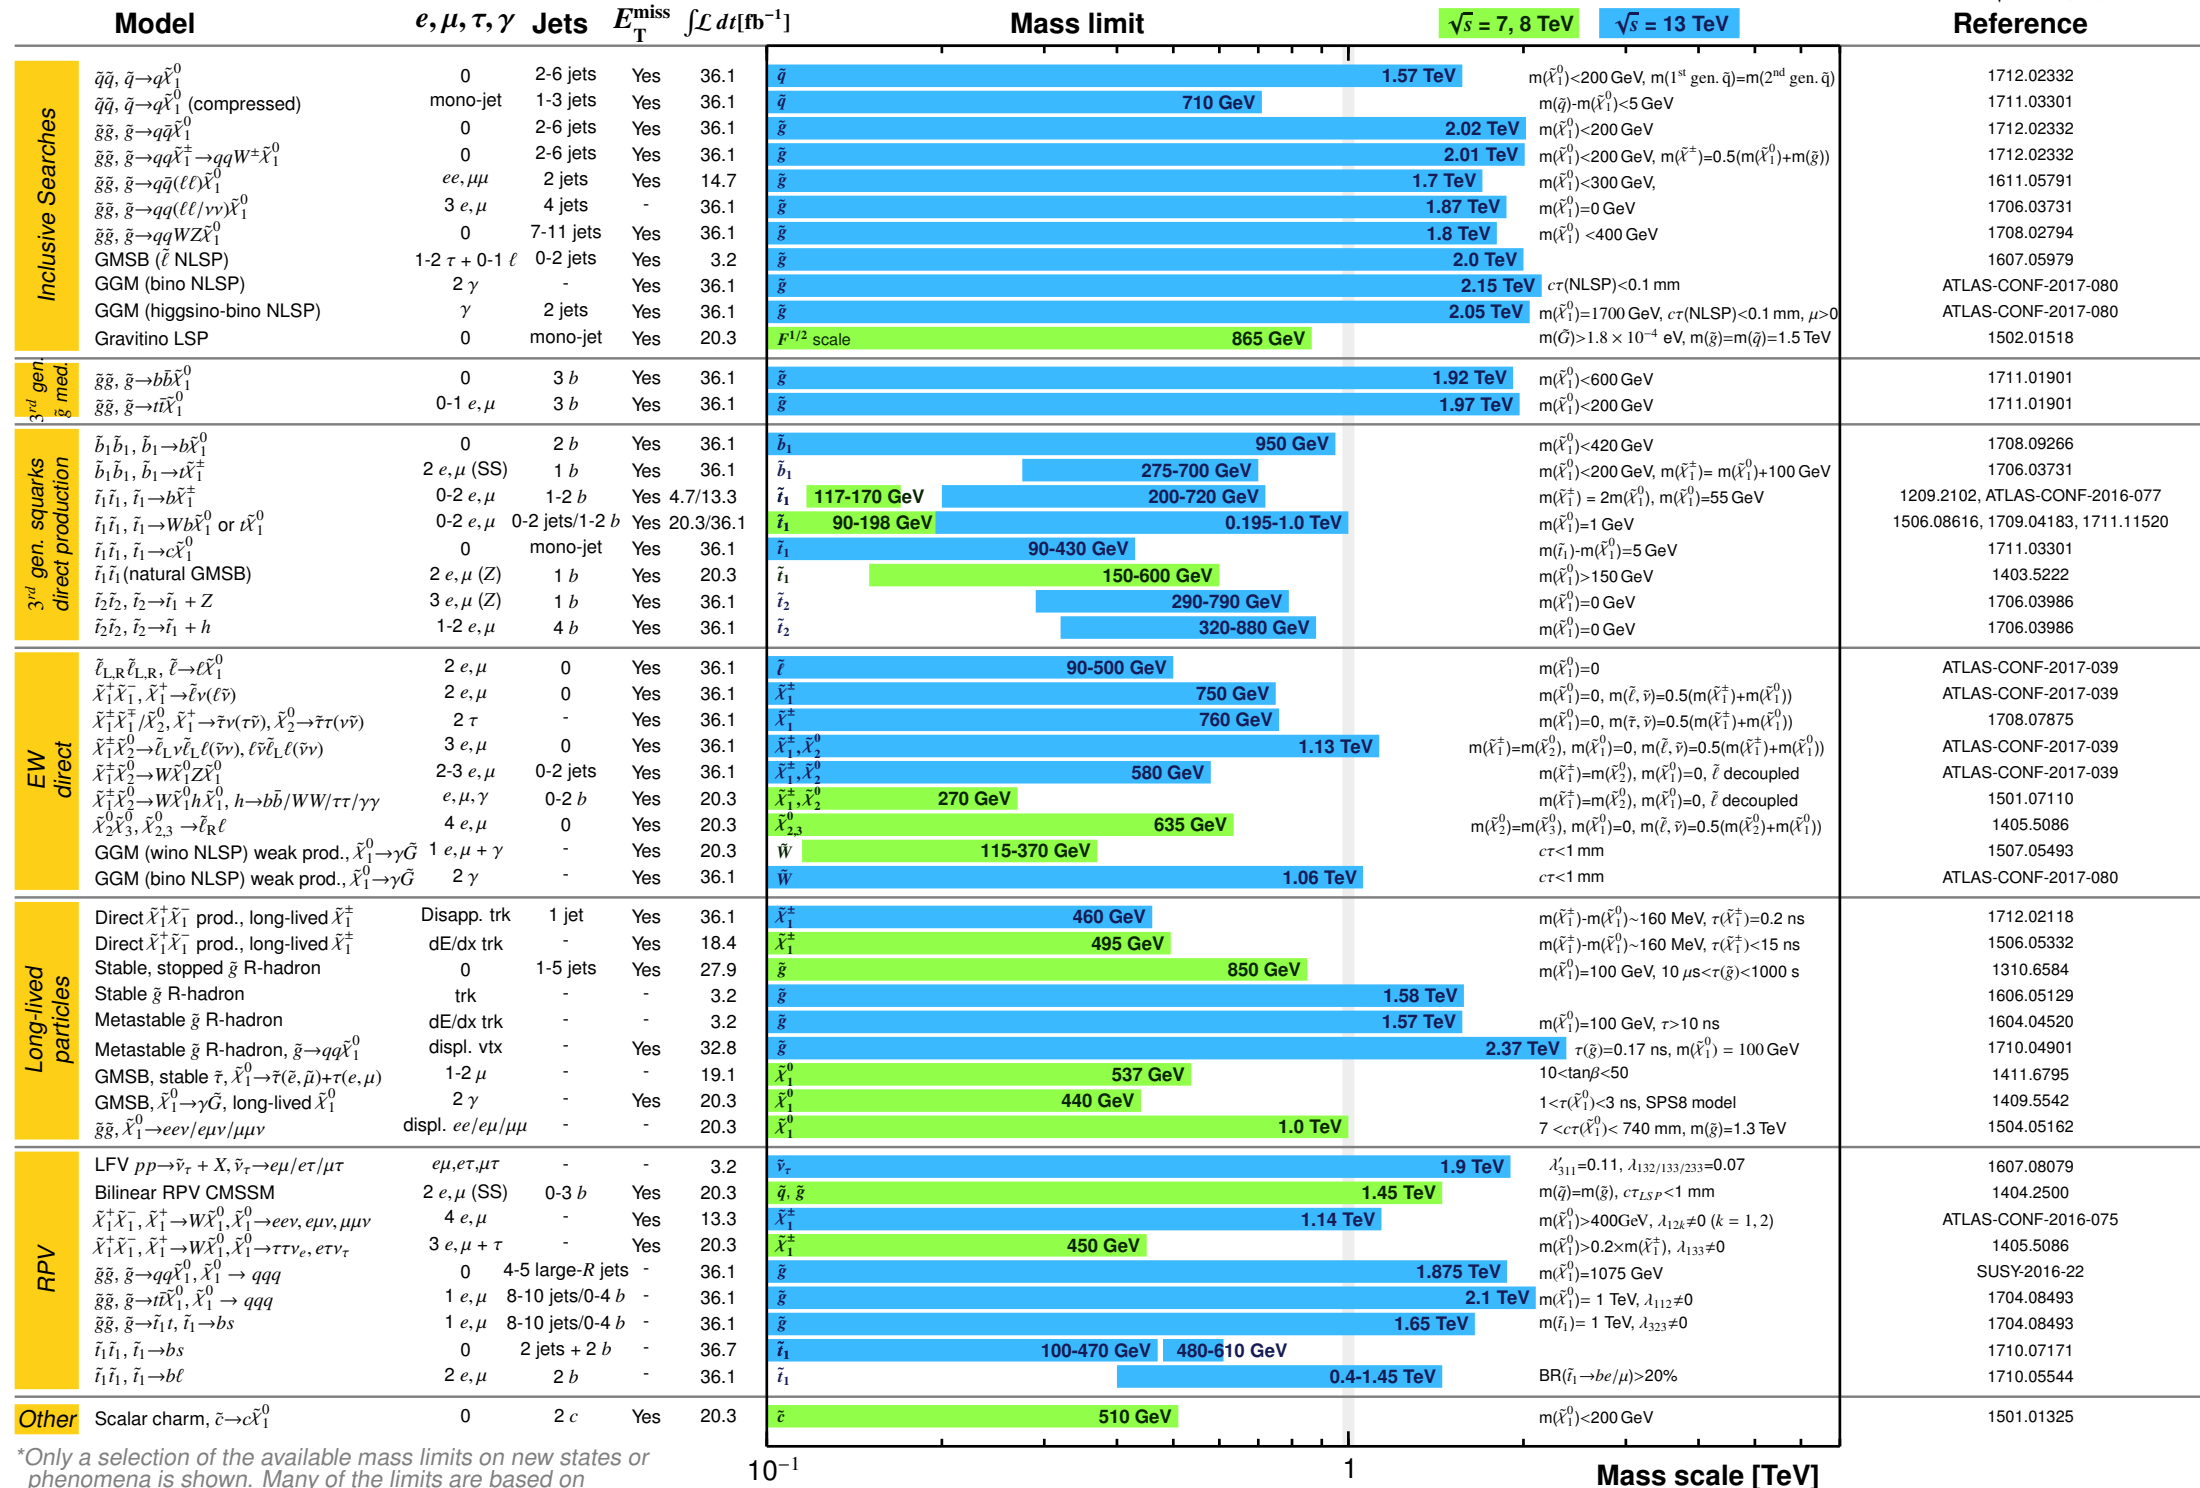 Model e, μ, τ, γ Jets E_T^miss ∫L dt[fb⁻¹] Mass limit √s = 7, 8 TeV √s = 13 TeV Reference
Inclusive Searches
q̃q̃, q̃→qχ̃₁⁰ 0 2-6 jets Yes 36.1 q̃ 1.57 TeV m(χ̃₁⁰)<200 GeV, m(1ˢᵗ gen. q̃)=m(2ⁿᵈ gen. q̃) 1712.02332
q̃q̃, q̃→qχ̃₁⁰ (compressed) mono-jet 1-3 jets Yes 36.1 q̃ 710 GeV m(q̃)-m(χ̃₁⁰)<5 GeV 1711.03301
g̃g̃, g̃→qq̄χ̃₁⁰ 0 2-6 jets Yes 36.1 g̃ 2.02 TeV m(χ̃₁⁰)<200 GeV 1712.02332
g̃g̃, g̃→qqχ̃₁±→qqW±χ̃₁⁰ 0 2-6 jets Yes 36.1 g̃ 2.01 TeV m(χ̃₁⁰)<200 GeV, m(χ̃±)=0.5(m(χ̃₁⁰)+m(g̃)) 1712.02332
g̃g̃, g̃→qq̄(ℓℓ)χ̃₁⁰ ee, μμ 2 jets Yes 14.7 g̃ 1.7 TeV m(χ̃₁⁰)<300 GeV, 1611.05791
g̃g̃, g̃→qq(ℓℓ/νν)χ̃₁⁰ 3 e, μ 4 jets - 36.1 g̃ 1.87 TeV m(χ̃₁⁰)=0 GeV 1706.03731
g̃g̃, g̃→qqWZχ̃₁⁰ 0 7-11 jets Yes 36.1 g̃ 1.8 TeV m(χ̃₁⁰) <400 GeV 1708.02794
GMSB (ℓ̃ NLSP) 1-2 τ + 0-1 ℓ 0-2 jets Yes 3.2 g̃ 2.0 TeV 1607.05979
GGM (bino NLSP) 2 γ - Yes 36.1 g̃ 2.15 TeV cτ(NLSP)<0.1 mm ATLAS-CONF-2017-080
GGM (higgsino-bino NLSP) γ 2 jets Yes 36.1 g̃ 2.05 TeV m(χ̃₁⁰)=1700 GeV, cτ(NLSP)<0.1 mm, μ>0 ATLAS-CONF-2017-080
Gravitino LSP 0 mono-jet Yes 20.3 F^1/2 scale 865 GeV m(G̃)>1.8 × 10⁻⁴ eV, m(g̃)=m(q̃)=1.5 TeV 1502.01518
3rd gen. g̃ med.
g̃g̃, g̃→bb̄χ̃₁⁰ 0 3 b Yes 36.1 g̃ 1.92 TeV m(χ̃₁⁰)<600 GeV 1711.01901
g̃g̃, g̃→tt̄χ̃₁⁰ 0-1 e, μ 3 b Yes 36.1 g̃ 1.97 TeV m(χ̃₁⁰)<200 GeV 1711.01901
3rd gen. squarks direct production
b̃₁b̃₁, b̃₁→bχ̃₁⁰ 0 2 b Yes 36.1 b̃₁ 950 GeV m(χ̃₁⁰)<420 GeV 1708.09266
b̃₁b̃₁, b̃₁→tχ̃₁± 2 e, μ (SS) 1 b Yes 36.1 b̃₁ 275-700 GeV m(χ̃₁⁰)<200 GeV, m(χ̃₁±)= m(χ̃₁⁰)+100 GeV 1706.03731
t̃₁t̃₁, t̃₁→bχ̃₁± 0-2 e, μ 1-2 b Yes 4.7/13.3 t̃₁ 117-170 GeV 200-720 GeV m(χ̃₁±) = 2m(χ̃₁⁰), m(χ̃₁⁰)=55 GeV 1209.2102, ATLAS-CONF-2016-077
t̃₁t̃₁, t̃₁→Wbχ̃₁⁰ or tχ̃₁⁰ 0-2 e, μ 0-2 jets/1-2 b Yes 20.3/36.1 t̃₁ 90-198 GeV 0.195-1.0 TeV m(χ̃₁⁰)=1 GeV 1506.08616, 1709.04183, 1711.11520
t̃₁t̃₁, t̃₁→cχ̃₁⁰ 0 mono-jet Yes 36.1 t̃₁ 90-430 GeV m(t̃₁)-m(χ̃₁⁰)=5 GeV 1711.03301
t̃₁t̃₁(natural GMSB) 2 e, μ (Z) 1 b Yes 20.3 t̃₁ 150-600 GeV m(χ̃₁⁰)>150 GeV 1403.5222
t̃₂t̃₂, t̃₂→t̃₁ + Z 3 e, μ (Z) 1 b Yes 36.1 t̃₂ 290-790 GeV m(χ̃₁⁰)=0 GeV 1706.03986
t̃₂t̃₂, t̃₂→t̃₁ + h 1-2 e, μ 4 b Yes 36.1 t̃₂ 320-880 GeV m(χ̃₁⁰)=0 GeV 1706.03986
EW direct
ℓ̃_L,R ℓ̃_L,R, ℓ̃→ℓχ̃₁⁰ 2 e, μ 0 Yes 36.1 ℓ̃ 90-500 GeV m(χ̃₁⁰)=0 ATLAS-CONF-2017-039
χ̃₁⁺χ̃₁⁻, χ̃₁⁺→ℓ̃ν(ℓν̃) 2 e, μ 0 Yes 36.1 χ̃₁± 750 GeV m(χ̃₁⁰)=0, m(ℓ̃, ν̃)=0.5(m(χ̃₁±)+m(χ̃₁⁰)) ATLAS-CONF-2017-039
χ̃₁±χ̃₁∓/χ̃₂⁰, χ̃₁⁺→τ̃ν(τν̃), χ̃₂⁰→τ̃τ(νν̃) 2 τ - Yes 36.1 χ̃₁± 760 GeV m(χ̃₁⁰)=0, m(τ̃, ν̃)=0.5(m(χ̃₁±)+m(χ̃₁⁰)) 1708.07875
χ̃₁±χ̃₂⁰→ℓ̃_Lνℓ̃_Lℓ(ν̃ν), ℓν̃ℓ̃_Lℓ(ν̃ν) 3 e, μ 0 Yes 36.1 χ̃₁±, χ̃₂⁰ 1.13 TeV m(χ̃₁±)=m(χ̃₂⁰), m(χ̃₁⁰)=0, m(ℓ̃, ν̃)=0.5(m(χ̃₁±)+m(χ̃₁⁰)) ATLAS-CONF-2017-039
χ̃₁±χ̃₂⁰→Wχ̃₁⁰Zχ̃₁⁰ 2-3 e, μ 0-2 jets Yes 36.1 χ̃₁±, χ̃₂⁰ 580 GeV m(χ̃₁±)=m(χ̃₂⁰), m(χ̃₁⁰)=0, ℓ̃ decoupled ATLAS-CONF-2017-039
χ̃₁±χ̃₂⁰→Wχ̃₁⁰hχ̃₁⁰, h→bb̄/WW/ττ/γγ e, μ, γ 0-2 b Yes 20.3 χ̃₁±, χ̃₂⁰ 270 GeV m(χ̃₁±)=m(χ̃₂⁰), m(χ̃₁⁰)=0, ℓ̃ decoupled 1501.07110
χ̃₂⁰χ̃₃⁰, χ̃₂,₃⁰ →ℓ̃_Rℓ 4 e, μ 0 Yes 20.3 χ̃₂,₃⁰ 635 GeV m(χ̃₂⁰)=m(χ̃₃⁰), m(χ̃₁⁰)=0, m(ℓ̃, ν̃)=0.5(m(χ̃₂⁰)+m(χ̃₁⁰)) 1405.5086
GGM (wino NLSP) weak prod., χ̃₁⁰→γG̃ 1 e, μ + γ - Yes 20.3 W̃ 115-370 GeV cτ<1 mm 1507.05493
GGM (bino NLSP) weak prod., χ̃₁⁰→γG̃ 2 γ - Yes 36.1 W̃ 1.06 TeV cτ<1 mm ATLAS-CONF-2017-080
Long-lived particles
Direct χ̃₁⁺χ̃₁⁻ prod., long-lived χ̃₁± Disapp. trk 1 jet Yes 36.1 χ̃₁± 460 GeV m(χ̃₁±)-m(χ̃₁⁰)~160 MeV, τ(χ̃₁±)=0.2 ns 1712.02118
Direct χ̃₁⁺χ̃₁⁻ prod., long-lived χ̃₁± dE/dx trk - Yes 18.4 χ̃₁± 495 GeV m(χ̃₁±)-m(χ̃₁⁰)~160 MeV, τ(χ̃₁±)<15 ns 1506.05332
Stable, stopped g̃ R-hadron 0 1-5 jets Yes 27.9 g̃ 850 GeV m(χ̃₁⁰)=100 GeV, 10 μs<τ(g̃)<1000 s 1310.6584
Stable g̃ R-hadron trk - - 3.2 g̃ 1.58 TeV 1606.05129
Metastable g̃ R-hadron dE/dx trk - - 3.2 g̃ 1.57 TeV m(χ̃₁⁰)=100 GeV, τ>10 ns 1604.04520
Metastable g̃ R-hadron, g̃→qqχ̃₁⁰ displ. vtx - Yes 32.8 g̃ 2.37 TeV τ(g̃)=0.17 ns, m(χ̃₁⁰) = 100 GeV 1710.04901
GMSB, stable τ̃, χ̃₁⁰→τ̃(ẽ, μ̃)+τ(e, μ) 1-2 μ - - 19.1 χ̃₁⁰ 537 GeV 10<tanβ<50 1411.6795
GMSB, χ̃₁⁰→γG̃, long-lived χ̃₁⁰ 2 γ - Yes 20.3 χ̃₁⁰ 440 GeV 1<τ(χ̃₁⁰)<3 ns, SPS8 model 1409.5542
g̃g̃, χ̃₁⁰→eeν/eμν/μμν displ. ee/eμ/μμ - - 20.3 χ̃₁⁰ 1.0 TeV 7 <cτ(χ̃₁⁰)< 740 mm, m(g̃)=1.3 TeV 1504.05162
RPV
LFV pp→ν̃_τ + X, ν̃_τ→eμ/eτ/μτ eμ,eτ,μτ - - 3.2 ν̃_τ 1.9 TeV λ′₃₁₁=0.11, λ₁₃₂/₁₃₃/₂₃₃=0.07 1607.08079
Bilinear RPV CMSSM 2 e, μ (SS) 0-3 b Yes 20.3 q̃, g̃ 1.45 TeV m(q̃)=m(g̃), cτ_LSP<1 mm 1404.2500
χ̃₁⁺χ̃₁⁻, χ̃₁⁺→Wχ̃₁⁰, χ̃₁⁰→eeν, eμν, μμν 4 e, μ - Yes 13.3 χ̃₁± 1.14 TeV m(χ̃₁⁰)>400GeV, λ₁₂ₖ≠0 (k = 1, 2) ATLAS-CONF-2016-075
χ̃₁⁺χ̃₁⁻, χ̃₁⁺→Wχ̃₁⁰, χ̃₁⁰→ττν_e, eτν_τ 3 e, μ + τ - Yes 20.3 χ̃₁± 450 GeV m(χ̃₁⁰)>0.2×m(χ̃₁±), λ₁₃₃≠0 1405.5086
g̃g̃, g̃→qqχ̃₁⁰, χ̃₁⁰ → qqq 0 4-5 large-R jets - 36.1 g̃ 1.875 TeV m(χ̃₁⁰)=1075 GeV SUSY-2016-22
g̃g̃, g̃→tt̄χ̃₁⁰, χ̃₁⁰ → qqq 1 e, μ 8-10 jets/0-4 b - 36.1 g̃ 2.1 TeV m(χ̃₁⁰)= 1 TeV, λ₁₁₂≠0 1704.08493
g̃g̃, g̃→t̃₁t, t̃₁→bs 1 e, μ 8-10 jets/0-4 b - 36.1 g̃ 1.65 TeV m(t̃₁)= 1 TeV, λ₃₂₃≠0 1704.08493
t̃₁t̃₁, t̃₁→bs 0 2 jets + 2 b - 36.7 t̃₁ 100-470 GeV 480-610 GeV 1710.07171
t̃₁t̃₁, t̃₁→bℓ 2 e, μ 2 b - 36.1 t̃₁ 0.4-1.45 TeV BR(t̃₁→be/μ)>20% 1710.05544
Other Scalar charm, c̃→cχ̃₁⁰ 0 2 c Yes 20.3 c̃ 510 GeV m(χ̃₁⁰)<200 GeV 1501.01325
*Only a selection of the available mass limits on new states or
phenomena is shown. Many of the limits are based on
10⁻¹ 1 Mass scale [TeV]